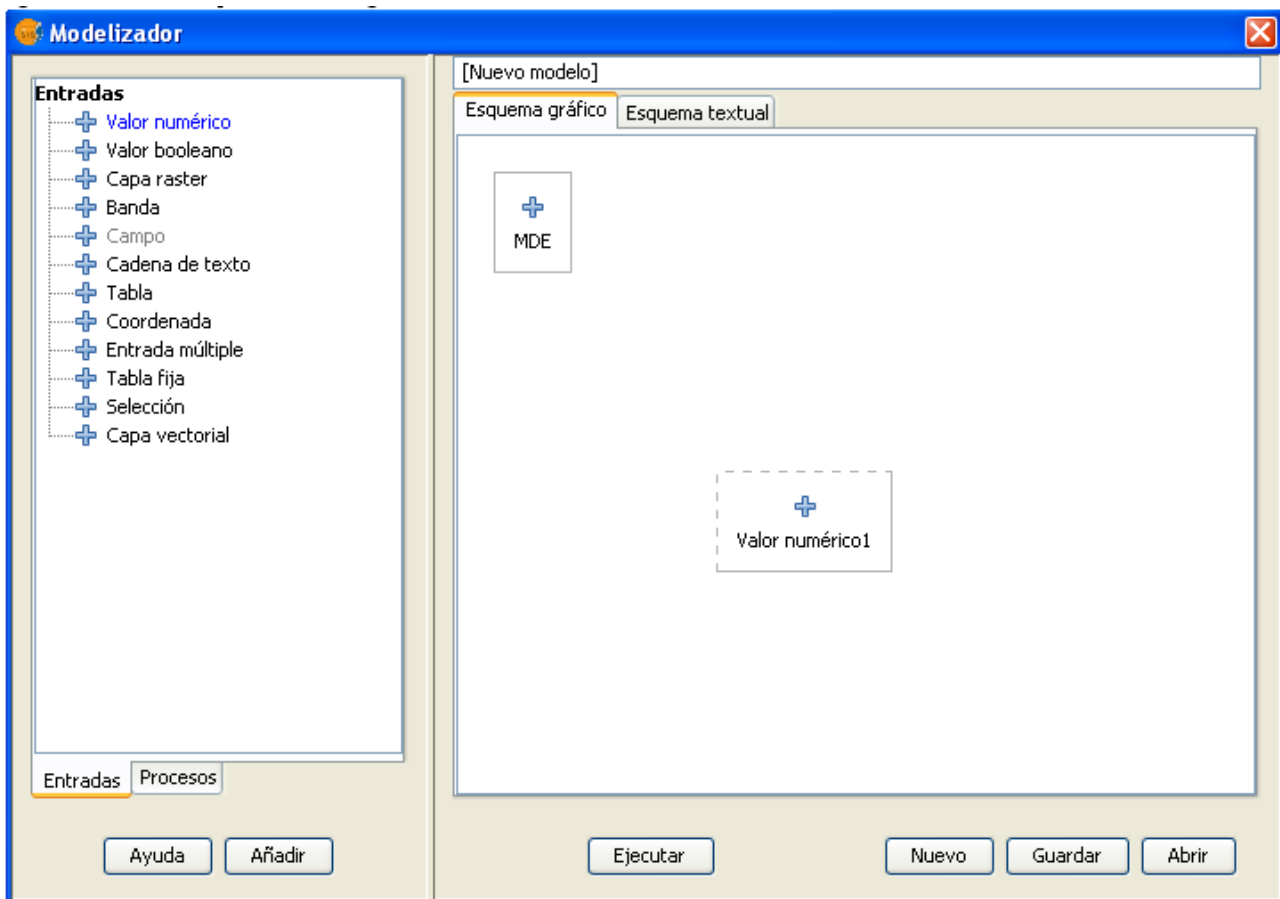 Modelizador
Entradas
Valor numérico
Valor booleano
Capa raster
Banda
Campo
Cadena de texto
Tabla
Coordenada
Entrada múltiple
Tabla fija
Selección
Capa vectorial
Entradas Procesos
Ayuda Añadir
[Nuevo modelo]
Esquema gráfico Esquema textual
MDE
Valor numérico1
Ejecutar Nuevo Guardar Abrir